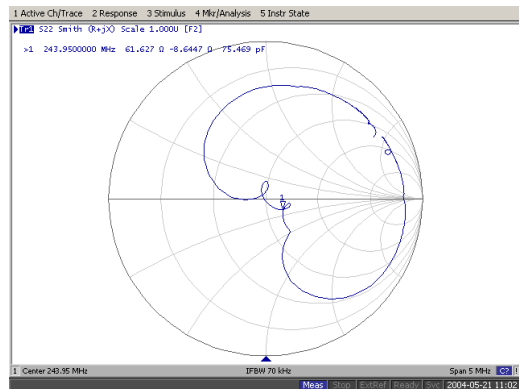 1 Active Ch/Trace 2 Response 3 Stimulus 4 Mkr/Analysis 5 Instr State
Tr1 S22 Smith (R+jX) Scale 1.000U [F2]
>1 243.9500000 MHz 61.627 Ω -8.6447 Ω 75.469 pF
1
1 Center 243.95 MHz IFBW 70 kHz Span 5 MHz C? !
Meas Stop ExtRef Ready Svc 2004-05-21 11:02